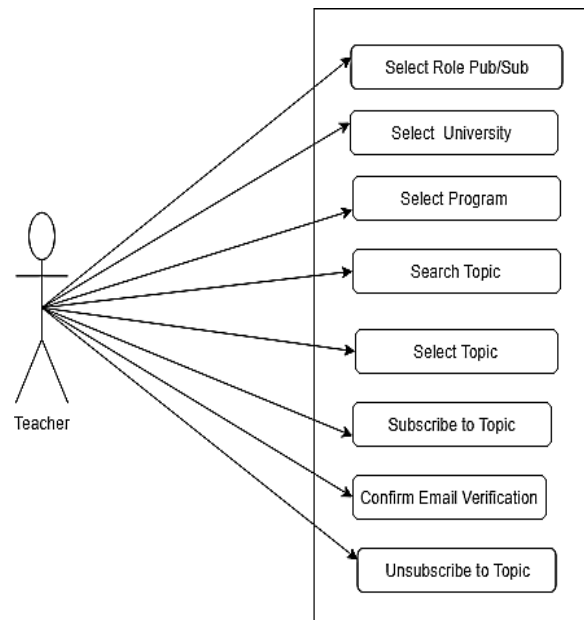 Select Role Pub/Sub
Select University
Select Program
Search Topic
Select Topic
Subscribe to Topic
Confirm Email Verification
Unsubscribe to Topic
Teacher